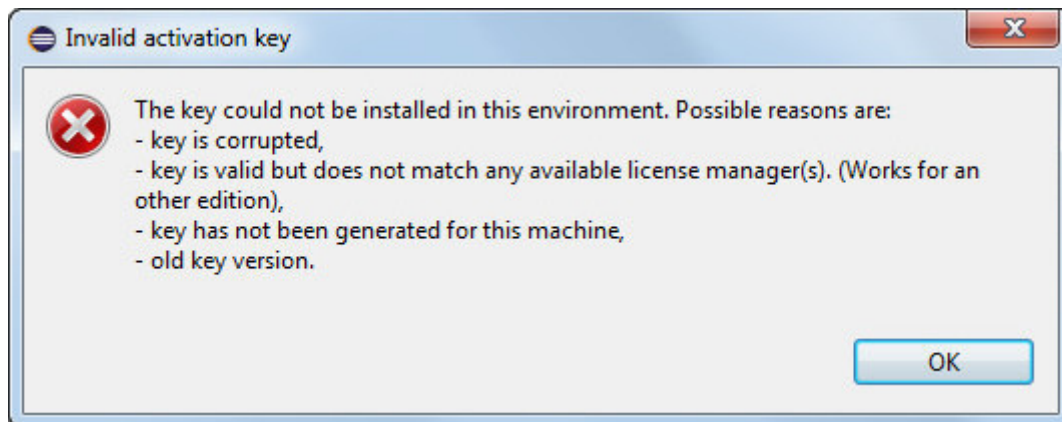 Invalid activation key
The key could not be installed in this environment. Possible reasons are:
- key is corrupted,
- key is valid but does not match any available license manager(s). (Works for an
other edition),
- key has not been generated for this machine,
- old key version.
OK